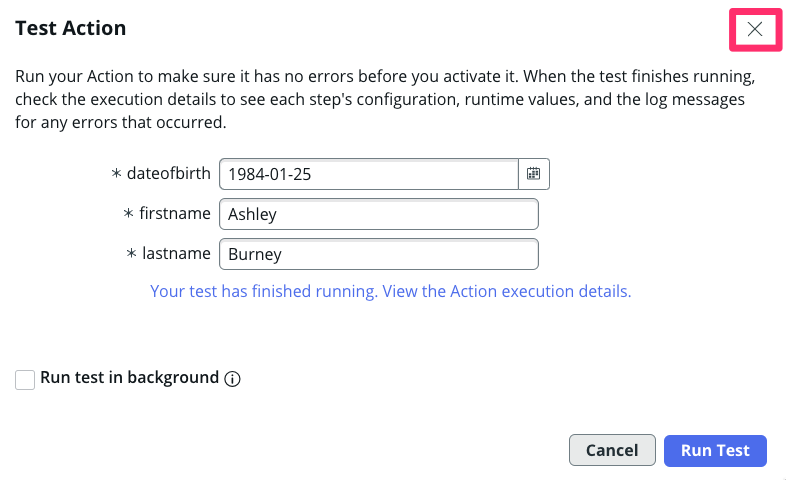 Test Action
Run your Action to make sure it has no errors before you activate it. When the test finishes running,
check the execution details to see each step's configuration, runtime values, and the log messages
for any errors that occurred.
* dateofbirth 1984-01-25
* firstname Ashley
* lastname Burney
Your test has finished running. View the Action execution details.
Run test in background
Cancel Run Test